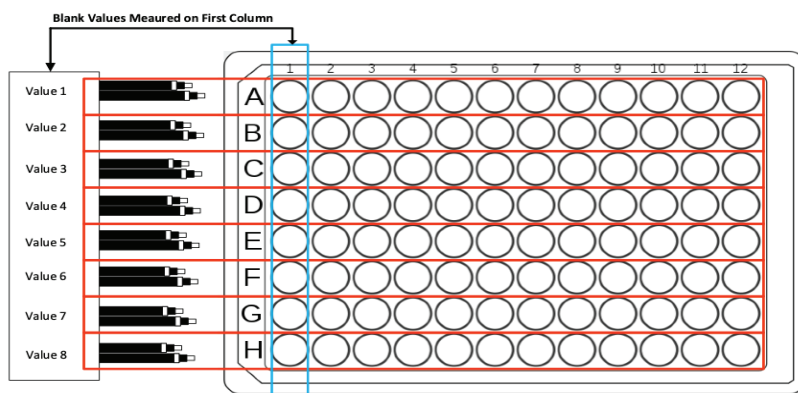 Blank Values Meaured on First Column
1 2 3 4 5 6 7 8 9 10 11 12
Value 1 A
Value 2 B
Value 3 C
Value 4 D
Value 5 E
Value 6 F
Value 7 G
Value 8 H